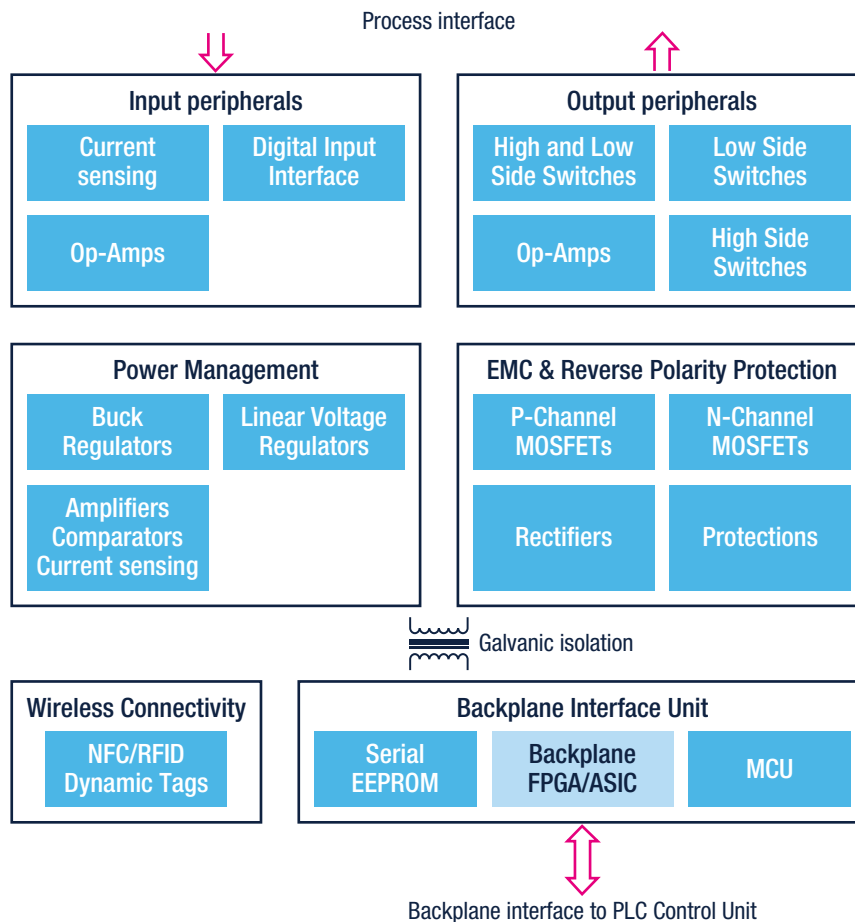 Process interface
Input peripherals
Current
sensing
Digital Input
Interface
Op-Amps
Output peripherals
High and Low
Side Switches
Low Side
Switches
Op-Amps
High Side
Switches
Power Management
Buck
Regulators
Linear Voltage
Regulators
Amplifiers
Comparators
Current sensing
EMC & Reverse Polarity Protection
P-Channel
MOSFETs
N-Channel
MOSFETs
Rectifiers
Protections
Galvanic isolation
Wireless Connectivity
NFC/RFID
Dynamic Tags
Backplane Interface Unit
Serial
EEPROM
Backplane
FPGA/ASIC
MCU
Backplane interface to PLC Control Unit